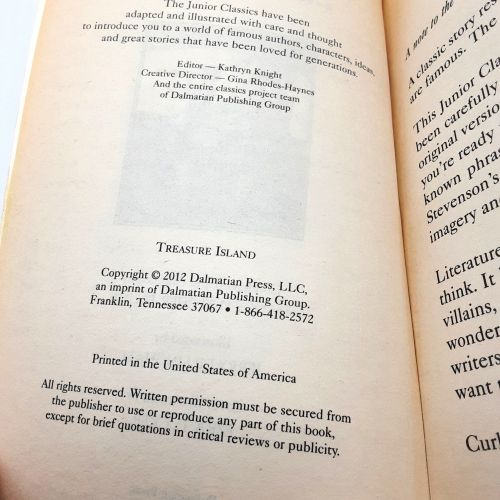 The Junior Classics have been
adapted and illustrated with care and thought
to introduce you to a world of famous authors, characters, ideas,
and great stories that have been loved for generations.
Editor — Kathryn Knight
Creative Director — Gina Rhodes-Haynes
And the entire classics project team
of Dalmatian Publishing Group
TREASURE ISLAND
Copyright © 2012 Dalmatian Press, LLC,
an imprint of Dalmatian Publishing Group.
Franklin, Tennessee 37067 • 1-866-418-2572
Printed in the United States of America
All rights reserved. Written permission must be secured from
the publisher to use or reproduce any part of this book,
except for brief quotations in critical reviews or publicity.
A note to the
A classic story
are famous. The
This Junior
been carefully
original
you're ready
known
Stevenson's
imagery
Literature
think. It
villains,
wonder
writers
want